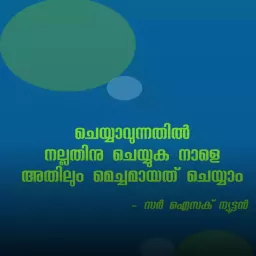 ചെയ്യാവുന്നതിൽ
നല്ലതിനു ചെയ്യുക നാളെ
അതിലും മെച്ചമായത് ചെയ്യാം
- സർ ഐസക് ന്യൂട്ടൻ